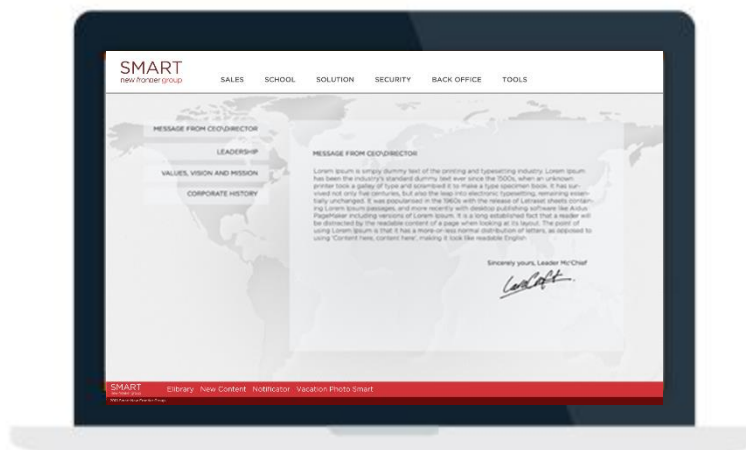 SMART
new frontier group
SALES SCHOOL SOLUTION SECURITY BACK OFFICE TOOLS
MESSAGE FROM CEO\DIRECTOR
LEADERSHIP
VALUES, VISION AND MISSION
CORPORATE HISTORY
MESSAGE FROM CEO\DIRECTOR
Lorem Ipsum is simply dummy text of the printing and typesetting industry. Lorem Ipsum
has been the industry's standard dummy text ever since the 1500s, when an unknown
printer took a galley of type and scrambled it to make a type specimen book. It has sur-
vived not only five centuries, but also the leap into electronic typesetting, remaining essen-
tially unchanged. It was popularised in the 1960s with the release of Letraset sheets contain-
ing Lorem Ipsum passages, and more recently with desktop publishing software like Aldus
PageMaker including versions of Lorem Ipsum. It is a long established fact that a reader will
be distracted by the readable content of a page when looking at its layout. The point of
using Lorem Ipsum is that it has a more-or-less normal distribution of letters, as opposed to
using 'Content here, content here', making it look like readable English
Sincerely yours, Leader Mc'Chief
SMART
new frontier group
Elibrary New Content Notificator Vacation Photo Smart